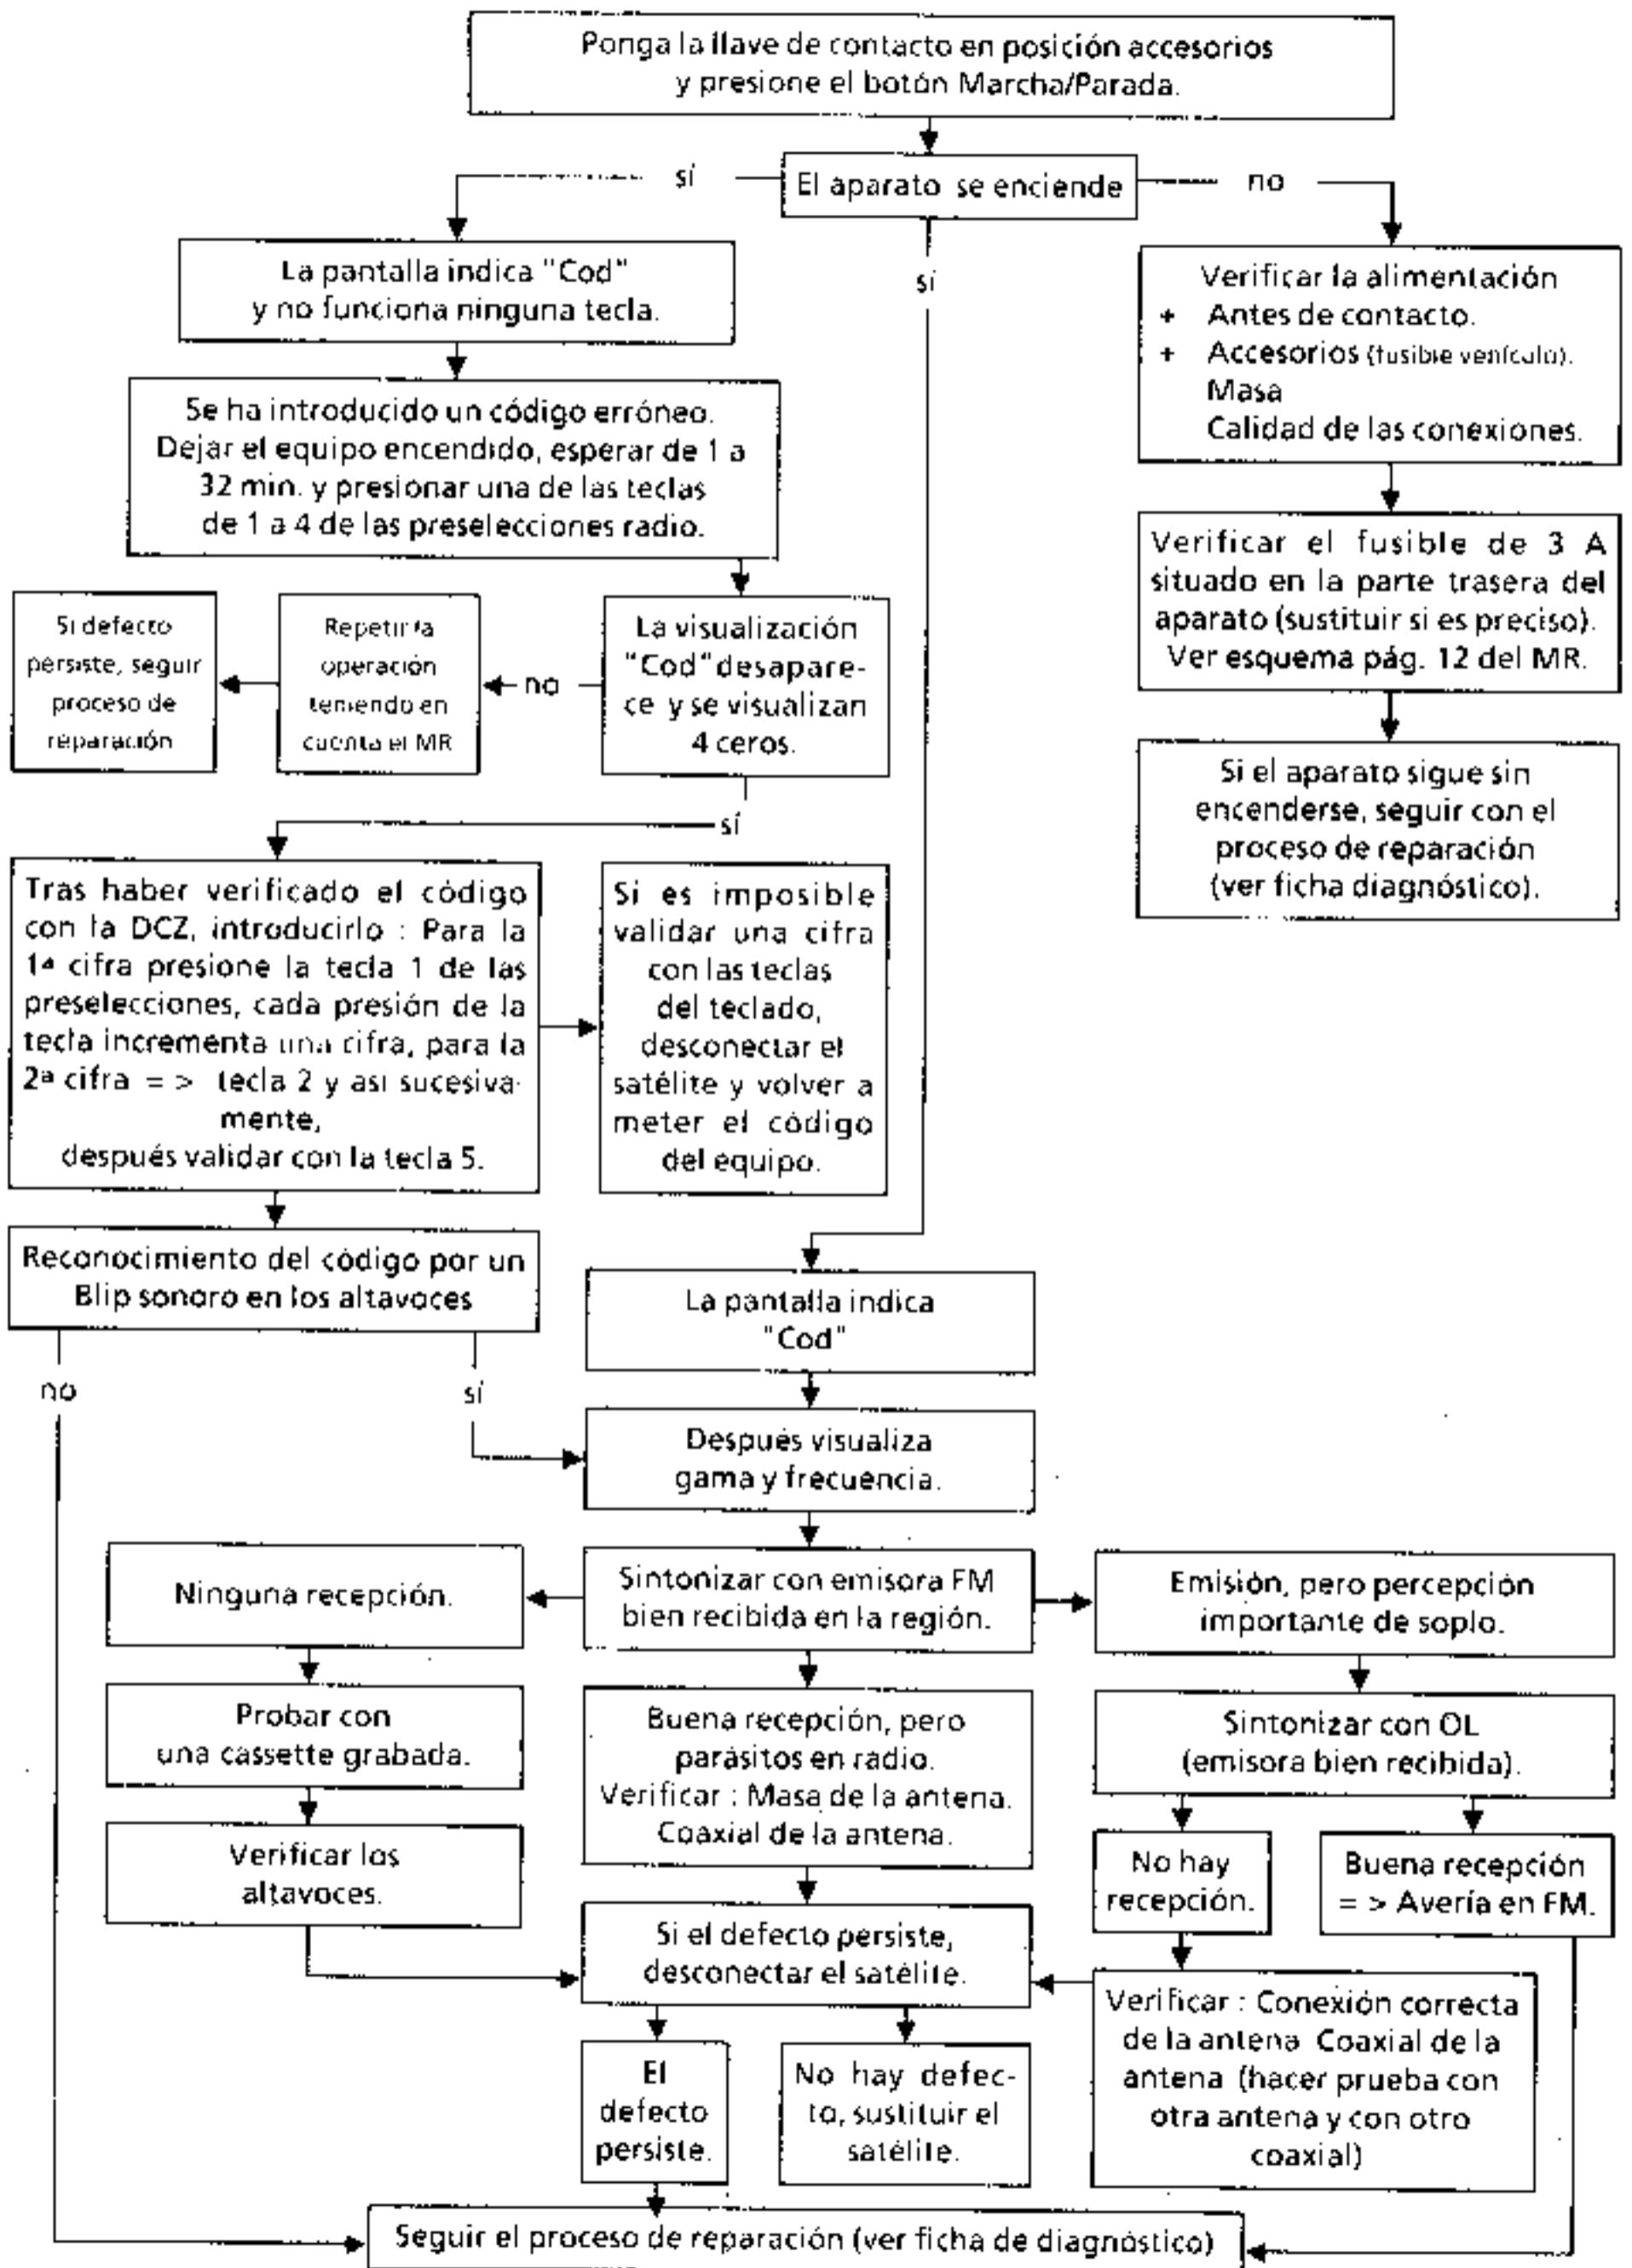 Ponga la llave de contacto en posición accesorios
y presione el botón Marcha/Parada.
El aparato se enciende
sí
no
sí
La pantalla indica "Cod"
y no funciona ninguna tecla.
Verificar la alimentación
+ Antes de contacto.
+ Accesorios (fusible vehículo).
Masa
Calidad de las conexiones.
Se ha introducido un código erróneo.
Dejar el equipo encendido, esperar de 1 a
32 min. y presionar una de las teclas
de 1 a 4 de las preselecciones radio.
Verificar el fusible de 3 A
situado en la parte trasera del
aparato (sustituir si es preciso).
Ver esquema pág. 12 del MR.
Si defecto
persiste, seguir
proceso de
reparación
Repetir la
operación
teniendo en
cuenta el MR
no
La visualización
"Cod" desapare-
ce y se visualizan
4 ceros.
Si el aparato sigue sin
encenderse, seguir con el
proceso de reparación
(ver ficha diagnóstico).
sí
Tras haber verificado el código
con la DCZ, introducirlo : Para la
1ª cifra presione la tecla 1 de las
preselecciones, cada presión de la
tecla incrementa una cifra, para la
2ª cifra = > tecla 2 y así sucesiva-
mente,
después validar con la tecla 5.
Si es imposible
validar una cifra
con las teclas
del teclado,
desconectar el
satélite y volver a
meter el código
del equipo.
Reconocimiento del código por un
Blip sonoro en los altavoces
no
sí
La pantalla indica
"Cod"
Después visualiza
gama y frecuencia.
Ninguna recepción.
Sintonizar con emisora FM
bien recibida en la región.
Emisión, pero percepción
importante de soplo.
Probar con
una cassette grabada.
Buena recepción, pero
parásitos en radio.
Verificar : Masa de la antena.
Coaxial de la antena.
Sintonizar con OL
(emisora bien recibida).
Verificar los
altavoces.
No hay
recepción.
Buena recepción
= > Avería en FM.
Si el defecto persiste,
desconectar el satélite.
Verificar : Conexión correcta
de la antena Coaxial de la
antena (hacer prueba con
otra antena y con otro
coaxial)
El
defecto
persiste.
No hay defec-
to, sustituir el
satélite.
Seguir el proceso de reparación (ver ficha de diagnóstico)